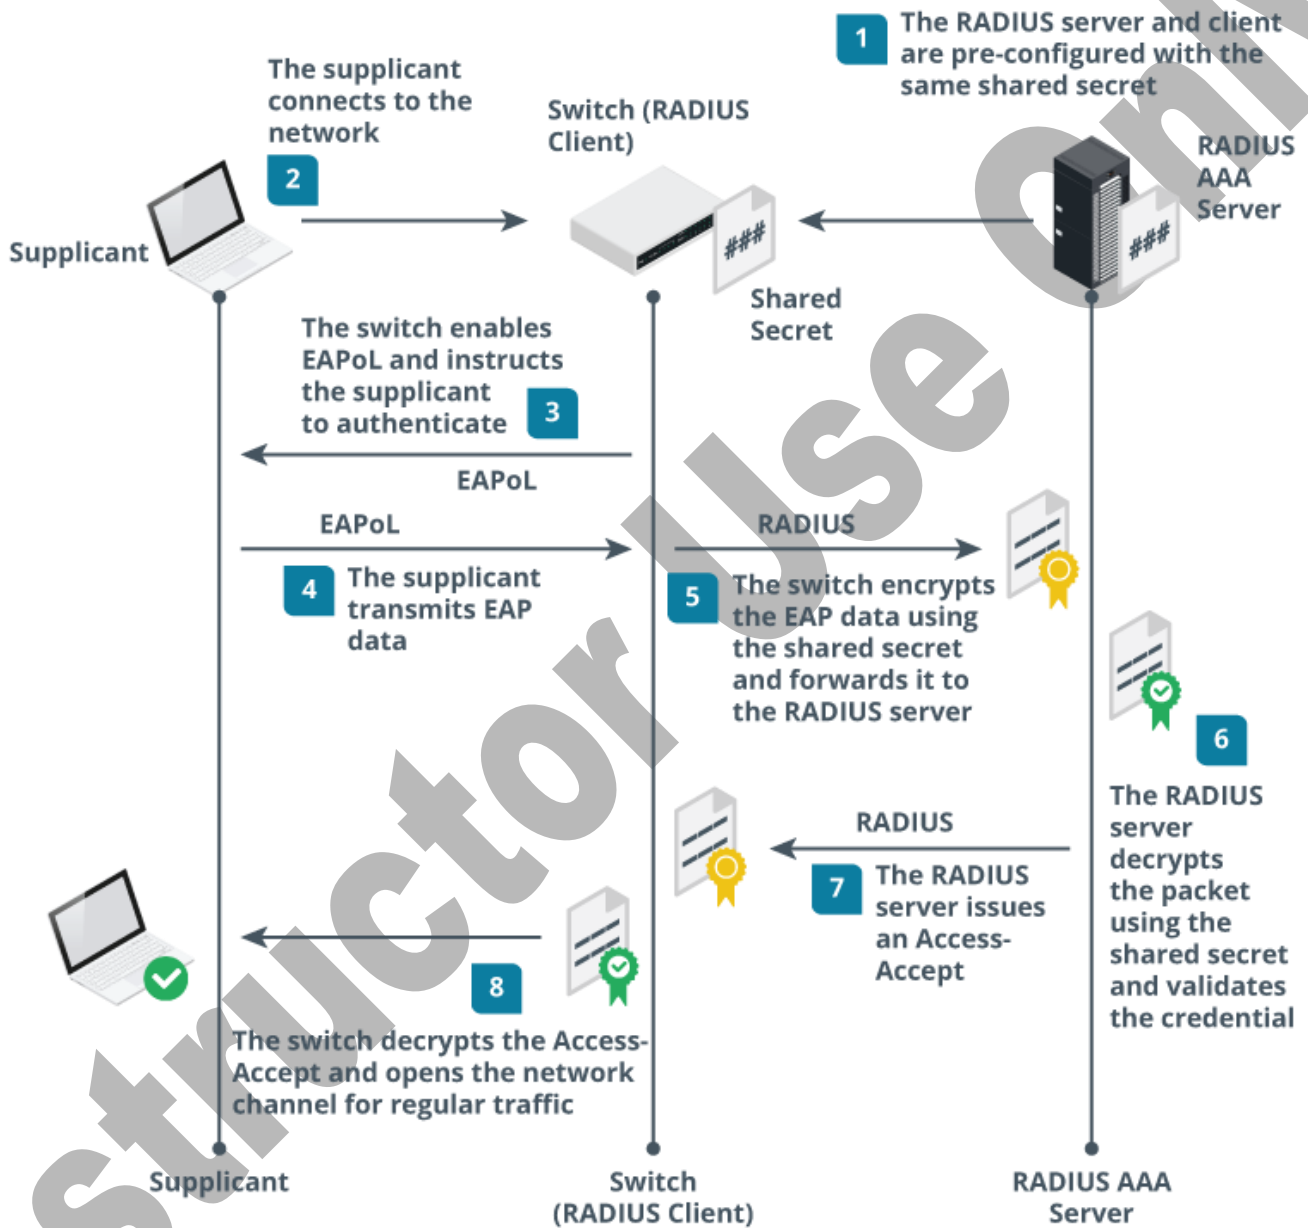 1
The RADIUS server and client
are pre-configured with the
same shared secret
The supplicant
connects to the
network
2
Switch (RADIUS
Client)
RADIUS
AAA
Server
Supplicant
###
###
Shared
Secret
The switch enables
EAPoL and instructs
the supplicant
to authenticate
3
EAPoL
EAPoL
4
The supplicant
transmits EAP
data
RADIUS
5
The switch encrypts
the EAP data using
the shared secret
and forwards it to
the RADIUS server
6
The RADIUS
server
decrypts
the packet
using the
shared secret
and validates
the credential
RADIUS
7
The RADIUS
server issues
an Access-
Accept
8
The switch decrypts the Access-
Accept and opens the network
channel for regular traffic
Supplicant
Switch
(RADIUS Client)
RADIUS AAA
Server
structor Use On